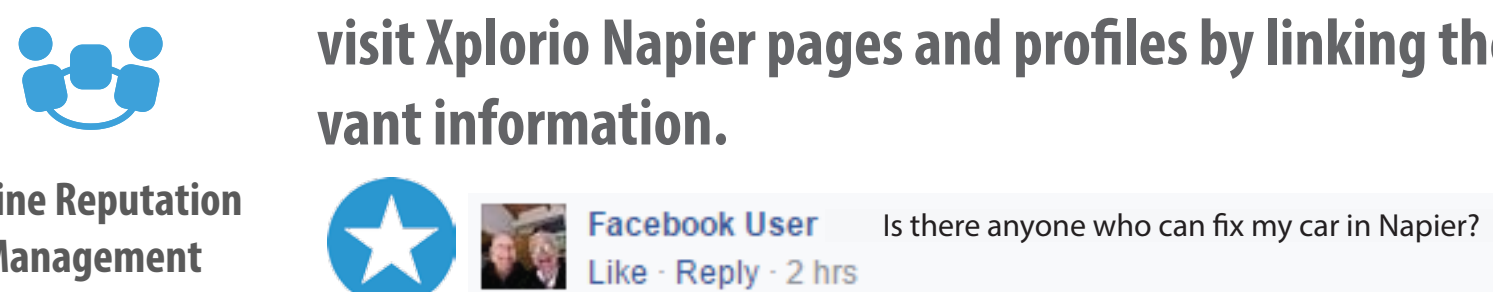 visit Xplorio Napier pages and profiles by linking the
vant information.
ine Reputation
Management
Facebook User Is there anyone who can fix my car in Napier?
Like · Reply · 2 hrs